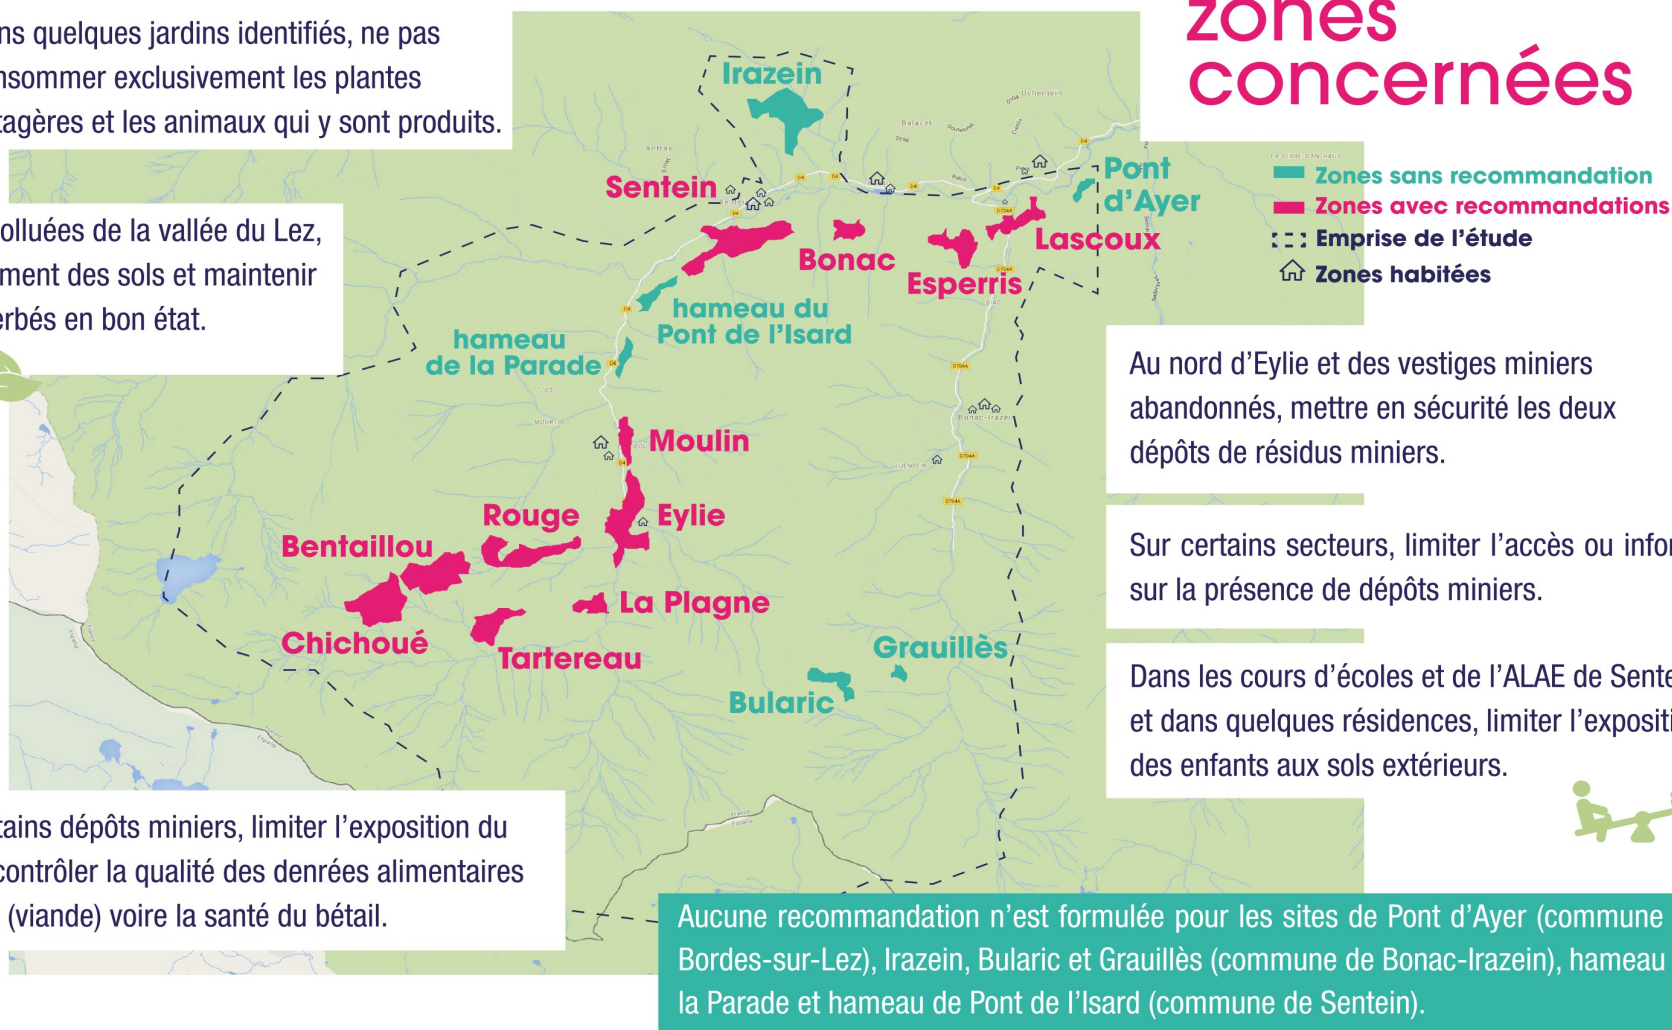 zones
concernées
ns quelques jardins identifiés, ne pas
nsommer exclusivement les plantes
tagères et les animaux qui y sont produits.
olluées de la vallée du Lez,
ment des sols et maintenir
erbés en bon état.
Zones sans recommandation
Zones avec recommandations
Emprise de l’étude
Zones habitées
Irazein
Uchentein
Balacet
Antras
Sentein
Pont
d’Ayer
Lascoux
Bonac
Esperris
hameau du
Pont de l’Isard
hameau
de la Parade
Bonac-Irazein
Moulin
Rouge
Eylie
Bentaillou
La Plagne
Chichoué
Tartereau
Grauillès
Bularic
Au nord d’Eylie et des vestiges miniers
abandonnés, mettre en sécurité les deux
dépôts de résidus miniers.
Sur certains secteurs, limiter l’accès ou infor
sur la présence de dépôts miniers.
Dans les cours d’écoles et de l’ALAE de Sente
et dans quelques résidences, limiter l’expositi
des enfants aux sols extérieurs.
tains dépôts miniers, limiter l’exposition du
contrôler la qualité des denrées alimentaires
(viande) voire la santé du bétail.
Aucune recommandation n’est formulée pour les sites de Pont d’Ayer (commune
Bordes-sur-Lez), Irazein, Bularic et Grauillès (commune de Bonac-Irazein), hameau
la Parade et hameau de Pont de l’Isard (commune de Sentein).